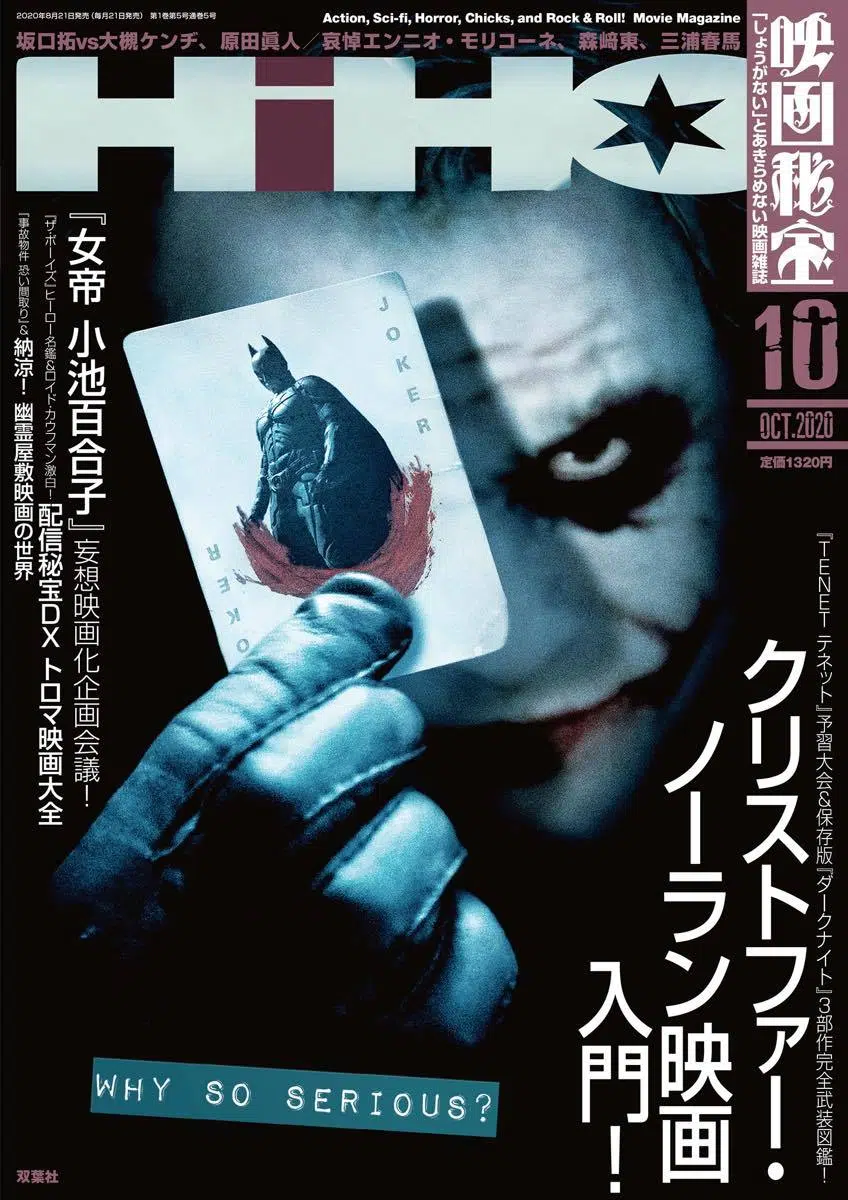 2020年8月21日発売(毎月21日発売) 第1巻第5号通巻5号
Action, Sci-fi, Horror, Chicks, and Rock & Roll! Movie Magazine
坂口拓vs大槻ケンヂ、原田眞人/哀悼エンニオ・モリコーネ、森﨑東、三浦春馬
HiHO
映画秘宝
「しょうがない」とあきらめない映画雑誌
10
OCT.2020
定価1320円
『TENET テネット』予習大会&保存版『ダークナイト』3部作完全武装図鑑!
クリストファー・
ノーラン映画
入門!
『女帝 小池百合子』妄想映画化企画会議!
『ザ・ボーイズ』ヒーロー名鑑&ロイド・カウフマン激白! 配信秘宝DX トロマ映画大全
『事故物件 恐い間取り』& 納涼! 幽霊屋敷映画の世界
JOKER
JOKER
WHY SO SERIOUS?
双葉社